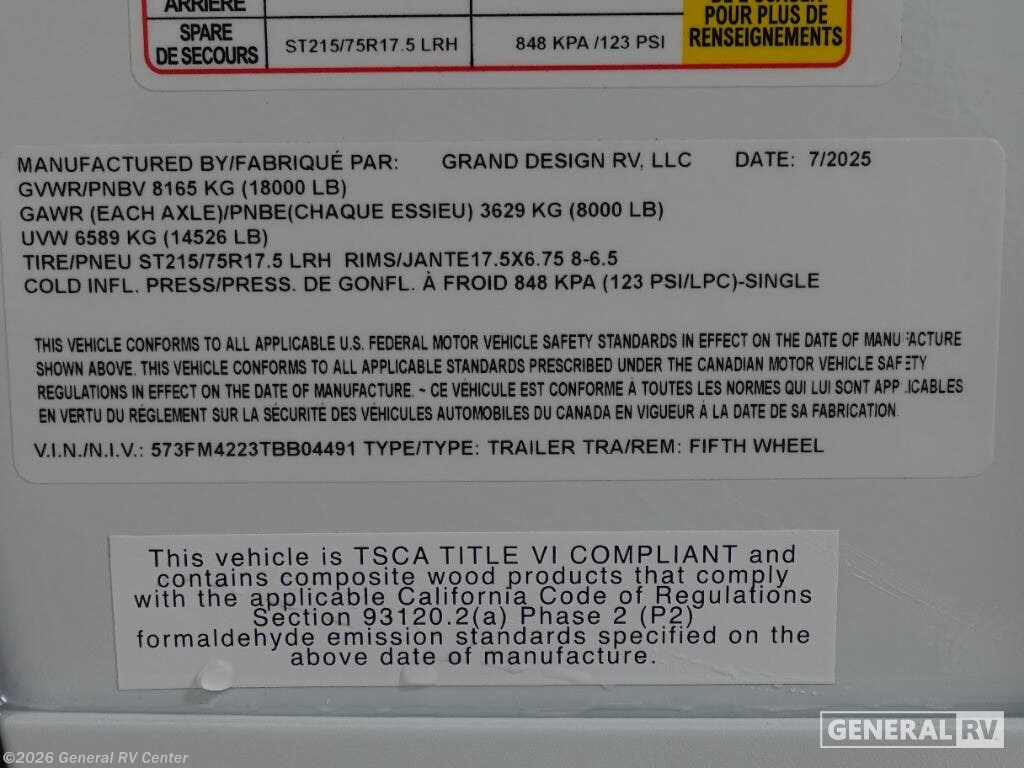 ARRIÈRE
SPARE
DE SECOURS
ST215/75R17.5 LRH
848 KPA /123 PSI
POUR PLUS DE
RENSEIGNEMENTS
MANUFACTURED BY/FABRIQUÉ PAR: GRAND DESIGN RV, LLC DATE: 7/2025
GVWR/PNBV 8165 KG (18000 LB)
GAWR (EACH AXLE)/PNBE(CHAQUE ESSIEU) 3629 KG (8000 LB)
UVW 6589 KG (14526 LB)
TIRE/PNEU ST215/75R17.5 LRH RIMS/JANTE17.5X6.75 8-6.5
COLD INFL. PRESS/PRESS. DE GONFL. À FROID 848 KPA (123 PSI/LPC)-SINGLE
THIS VEHICLE CONFORMS TO ALL APPLICABLE U.S. FEDERAL MOTOR VEHICLE SAFETY STANDARDS IN EFFECT ON THE DATE OF MANUFACTURE
SHOWN ABOVE. THIS VEHICLE CONFORMS TO ALL APPLICABLE STANDARDS PRESCRIBED UNDER THE CANADIAN MOTOR VEHICLE SAFETY
REGULATIONS IN EFFECT ON THE DATE OF MANUFACTURE. ~ CE VÉHICULE EST CONFORME À TOUTES LES NORMES QUI LUI SONT APPLICABLES
EN VERTU DU RÉGLEMENT SUR LA SÉCURITÉ DES VÉHICULES AUTOMOBILES DU CANADA EN VIGUEUR À LA DATE DE SA FABRICATION.
V.I.N./N.I.V.: 573FM4223TBB04491 TYPE/TYPE: TRAILER TRA/REM: FIFTH WHEEL
This vehicle is TSCA TITLE VI COMPLIANT and
contains composite wood products that comply
with the applicable California Code of Regulations
Section 93120.2(a) Phase 2 (P2)
formaldehyde emission standards specified on the
above date of manufacture.
GENERAL RV
©2026 General RV Center